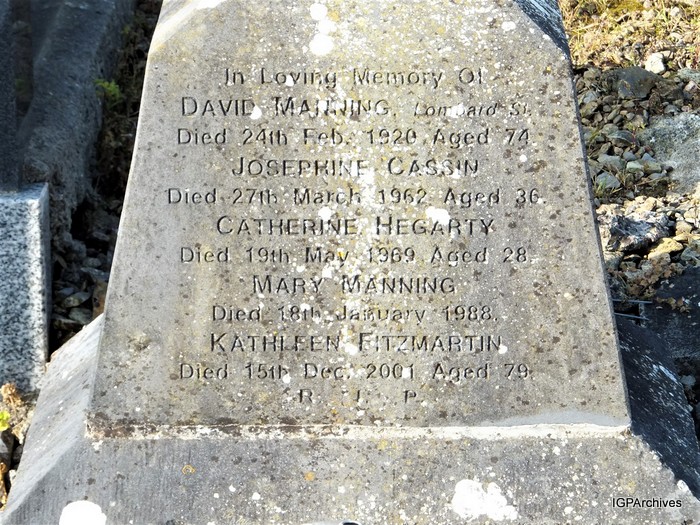 In Loving Memory Of
DAVID MANNING, Lombard St.
Died 24th Feb. 1920 Aged 74.
JOSEPHINE CASSIN
Died 27th March 1962 Aged 36.
CATHERINE HEGARTY
Died 19th May 1969 Aged 28.
MARY MANNING
Died 18th January 1988.
KATHLEEN FITZMARTIN
Died 15th Dec. 2001 Aged 79.
R. I. P.
IGPArchives